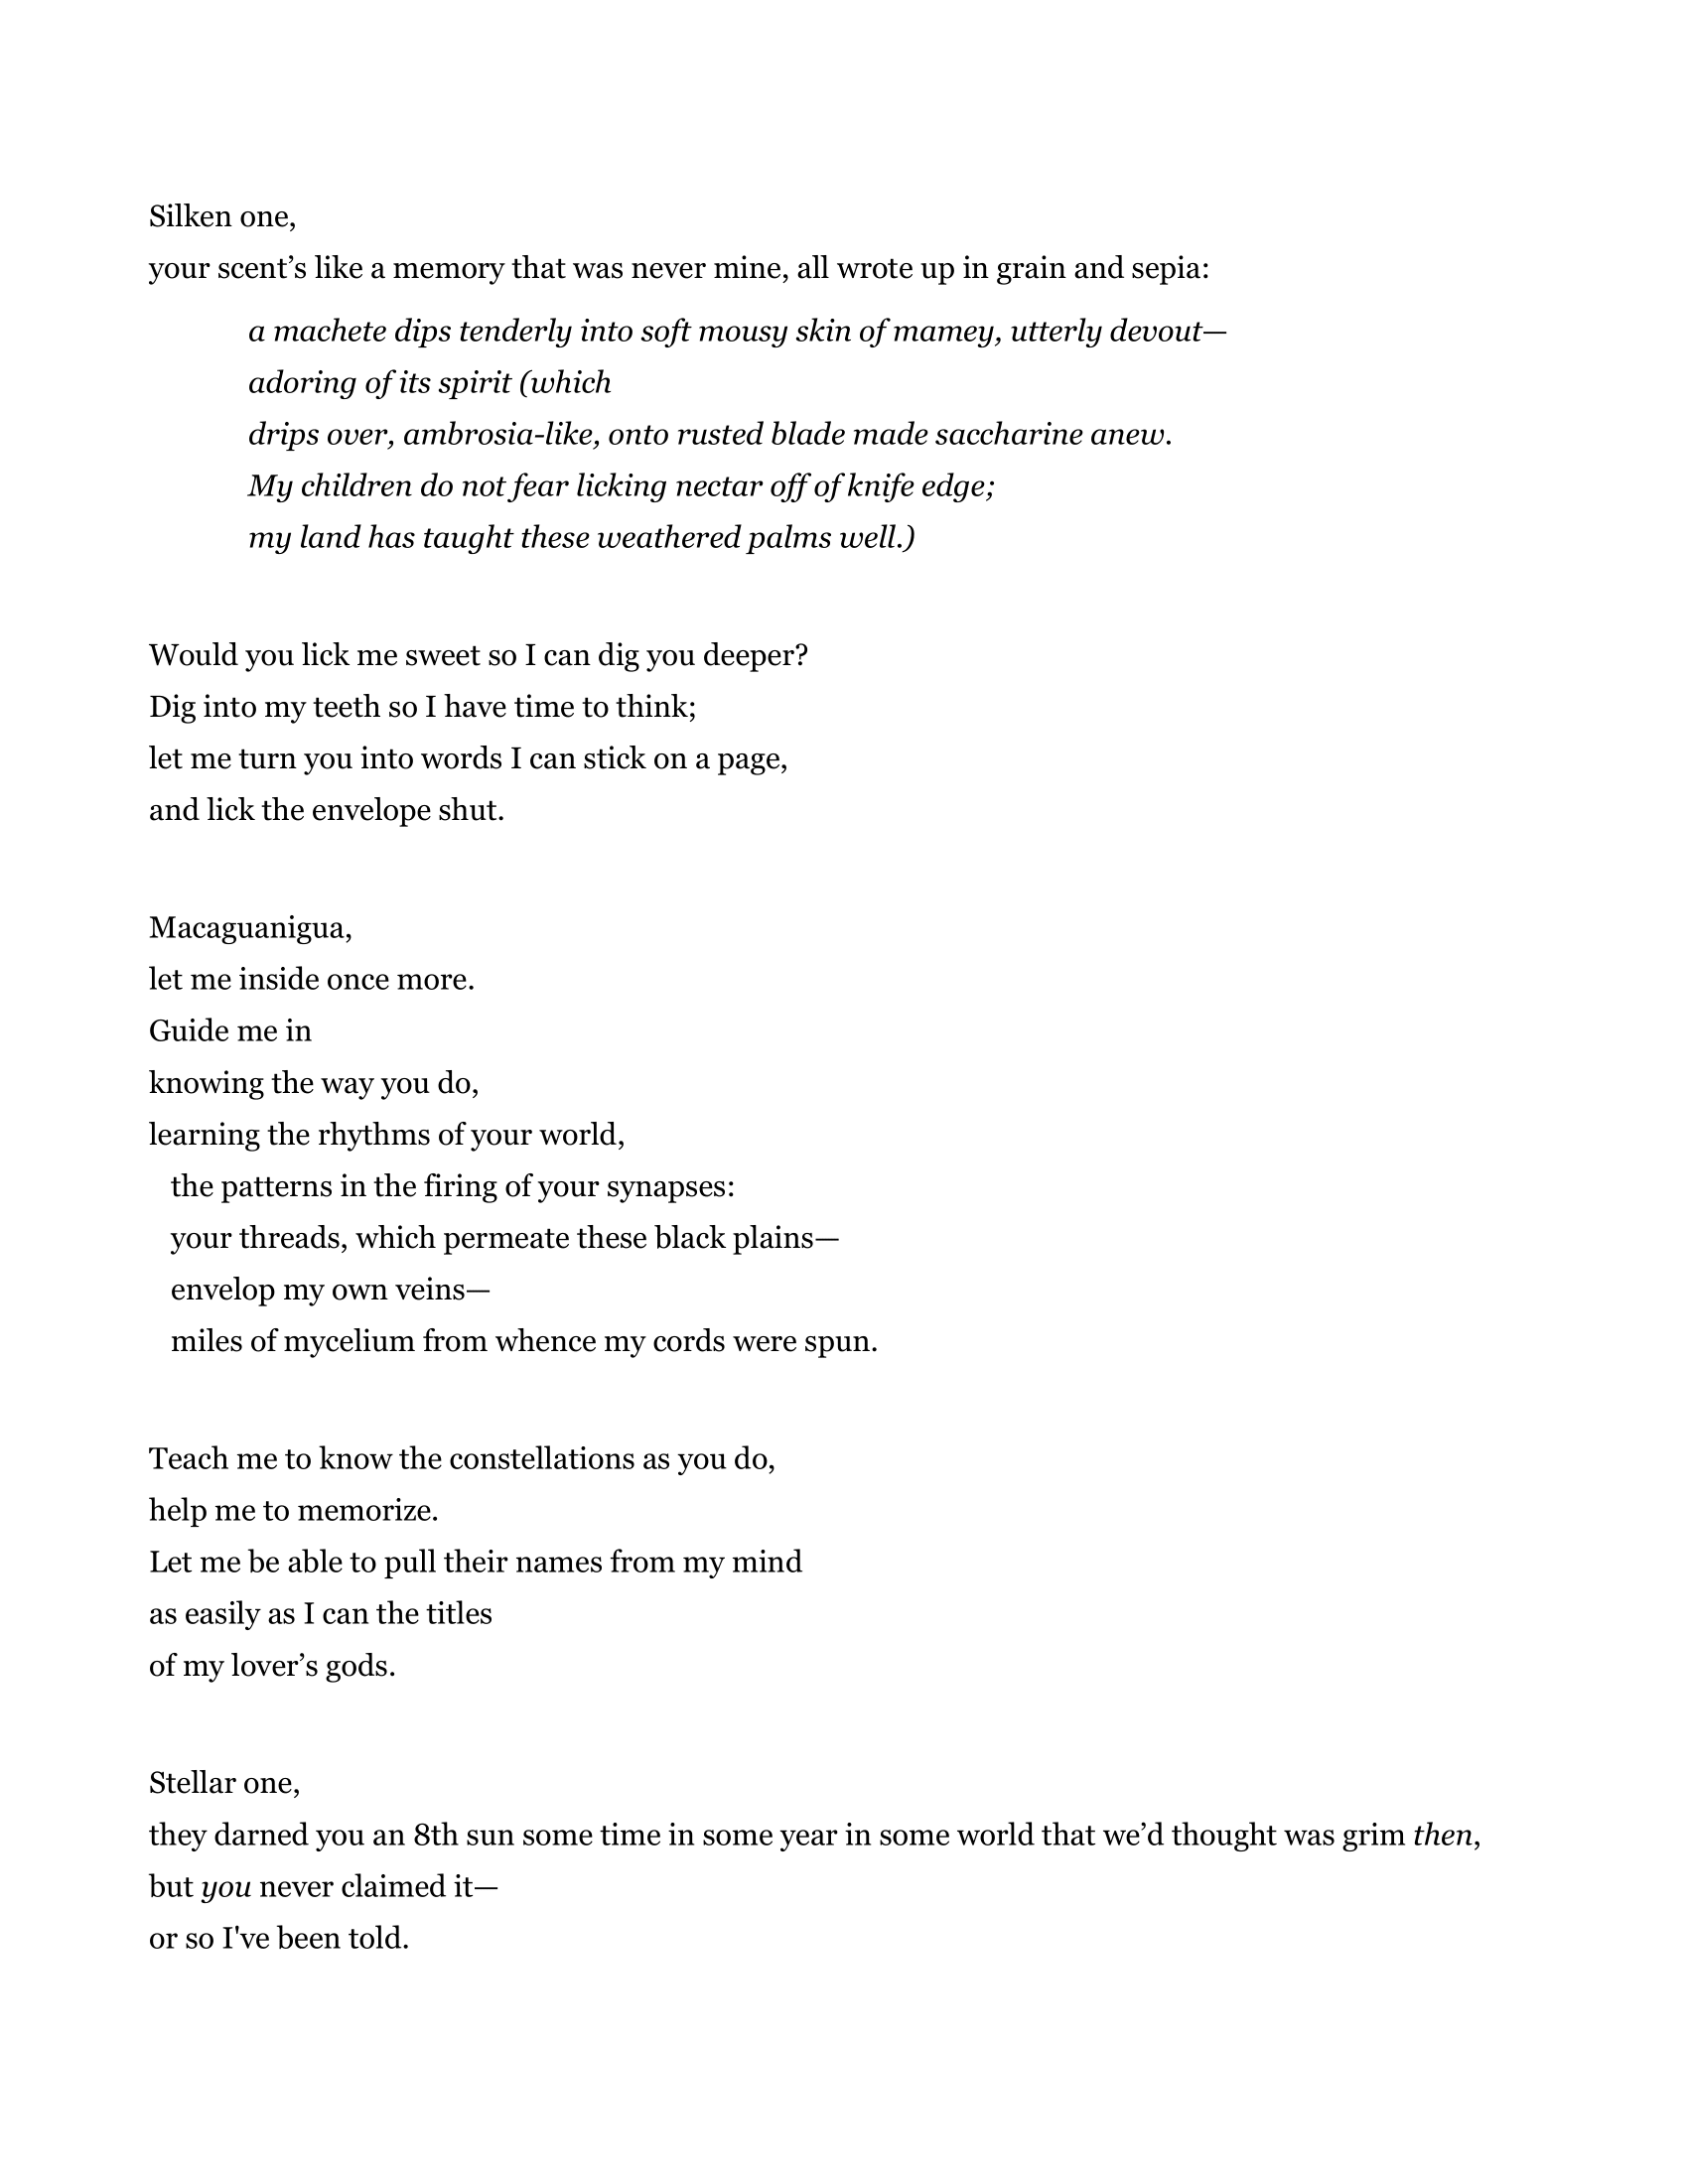 Silken one,
your scent’s like a memory that was never mine, all wrote up in grain and sepia:
a machete dips tenderly into soft mousy skin of mamey, utterly devout—
adoring of its spirit (which
drips over, ambrosia-like, onto rusted blade made saccharine anew.
My children do not fear licking nectar off of knife edge;
my land has taught these weathered palms well.)
Would you lick me sweet so I can dig you deeper?
Dig into my teeth so I have time to think;
let me turn you into words I can stick on a page,
and lick the envelope shut.
Macaguanigua,
let me inside once more.
Guide me in
knowing the way you do,
learning the rhythms of your world,
the patterns in the firing of your synapses:
your threads, which permeate these black plains—
envelop my own veins—
miles of mycelium from whence my cords were spun.
Teach me to know the constellations as you do,
help me to memorize.
Let me be able to pull their names from my mind
as easily as I can the titles
of my lover’s gods.
Stellar one,
they darned you an 8th sun some time in some year in some world that we’d thought was grim then,
but you never claimed it—
or so I've been told.